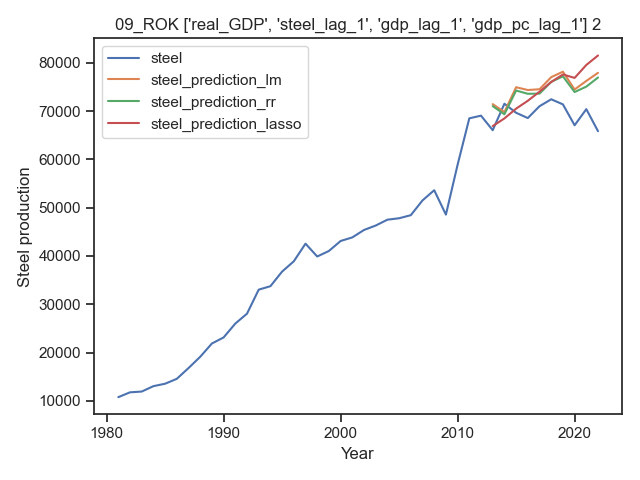 09_ROK ['real_GDP', 'steel_lag_1', 'gdp_lag_1', 'gdp_pc_lag_1'] 2
steel
steel_prediction_lm
steel_prediction_rr
steel_prediction_lasso
80000
70000
60000
50000
40000
30000
20000
10000
Steel production
1980
1990
2000
2010
2020
Year